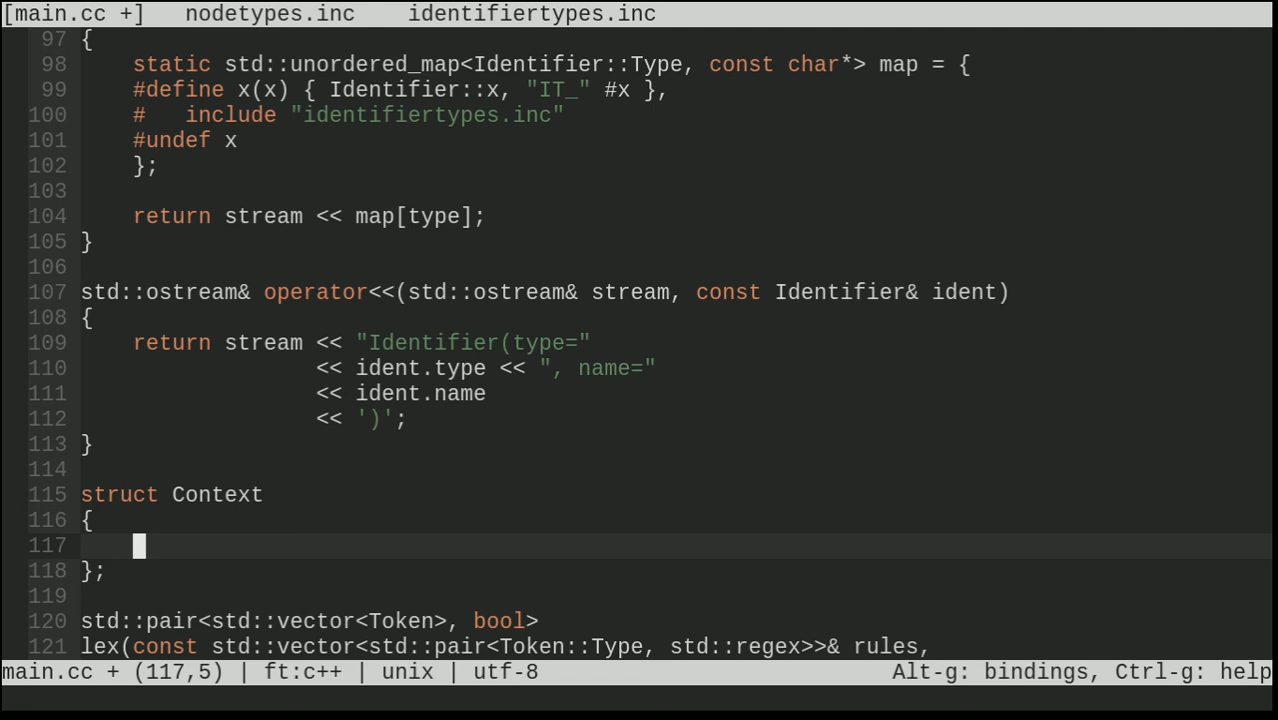 [main.cc +]   nodetypes.inc    identifiertypes.inc
97 {
98     static std::unordered_map<Identifier::Type, const char*> map = {
99     #define x(x) { Identifier::x, "IT_" #x },
100     #   include "identifiertypes.inc"
101     #undef x
102     };
103
104     return stream << map[type];
105 }
106
107 std::ostream& operator<<(std::ostream& stream, const Identifier& ident)
108 {
109     return stream << "Identifier(type="
110                   << ident.type << ", name="
111                   << ident.name
112                   << ')';
113 }
114
115 struct Context
116 {
117
118 };
119
120 std::pair<std::vector<Token>, bool>
121 lex(const std::vector<std::pair<Token::Type, std::regex>>& rules,
main.cc + (117,5) | ft:c++ | unix | utf-8 Alt-g: bindings, Ctrl-g: help